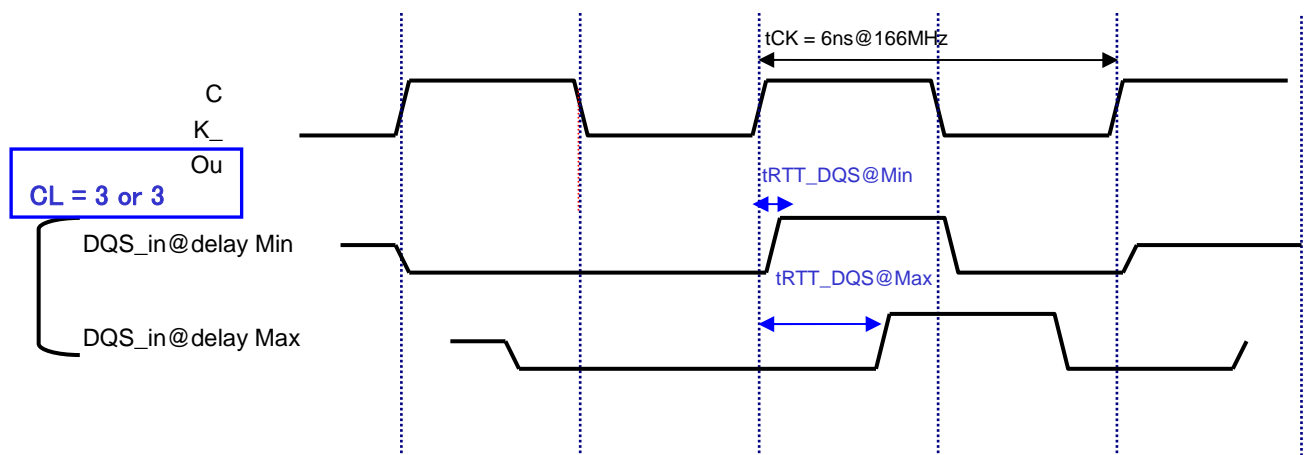 tCK = 6ns@166MHz
C
K_
Ou
CL = 3 or 3
tRTT_DQS@Min
DQS_in@delay Min
tRTT_DQS@Max
DQS_in@delay Max